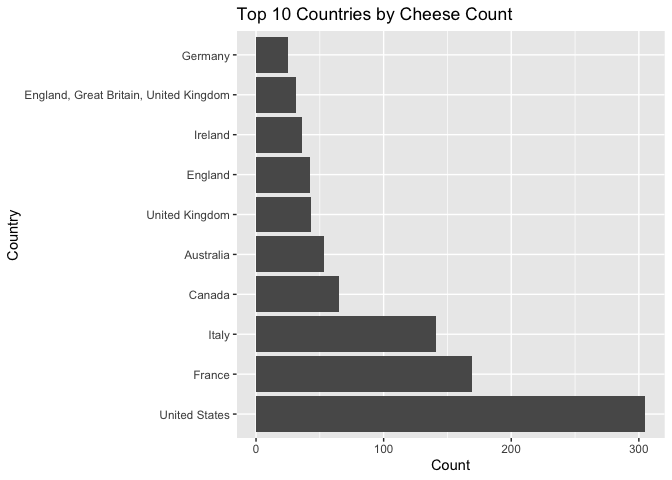 Top 10 Countries by Cheese Count
Country
Germany
England, Great Britain, United Kingdom
Ireland
England
United Kingdom
Australia
Canada
Italy
France
United States
0 100 200 300
Count